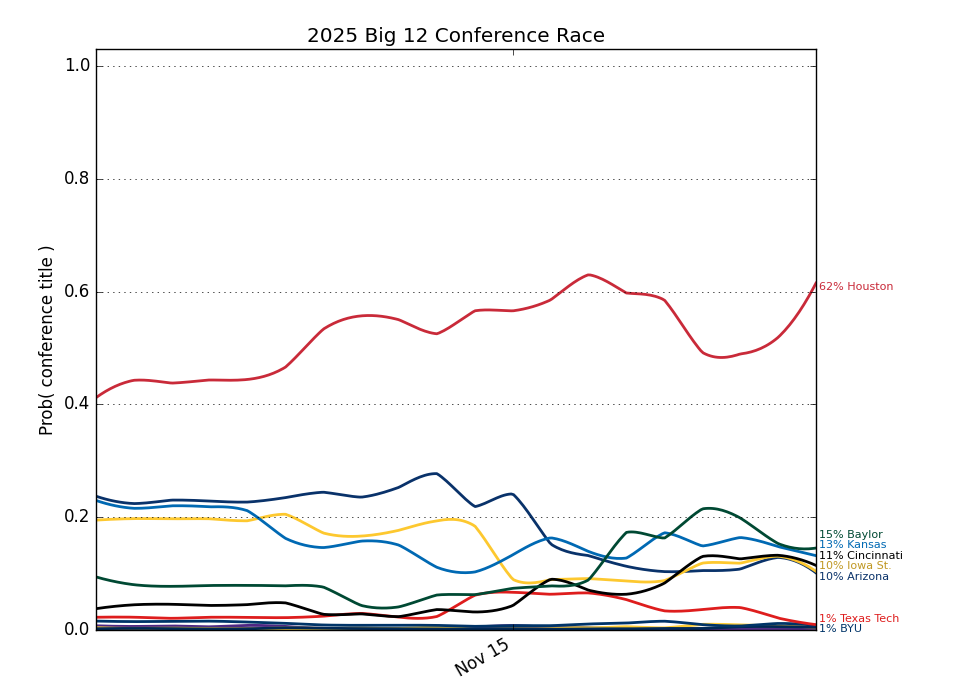 2025 Big 12 Conference Race
Prob( conference title )
1.0
0.8
0.6
0.4
0.2
0.0
Nov 15
62% Houston
15% Baylor
13% Kansas
11% Cincinnati
10% Iowa St.
10% Arizona
1% Texas Tech
1% BYU